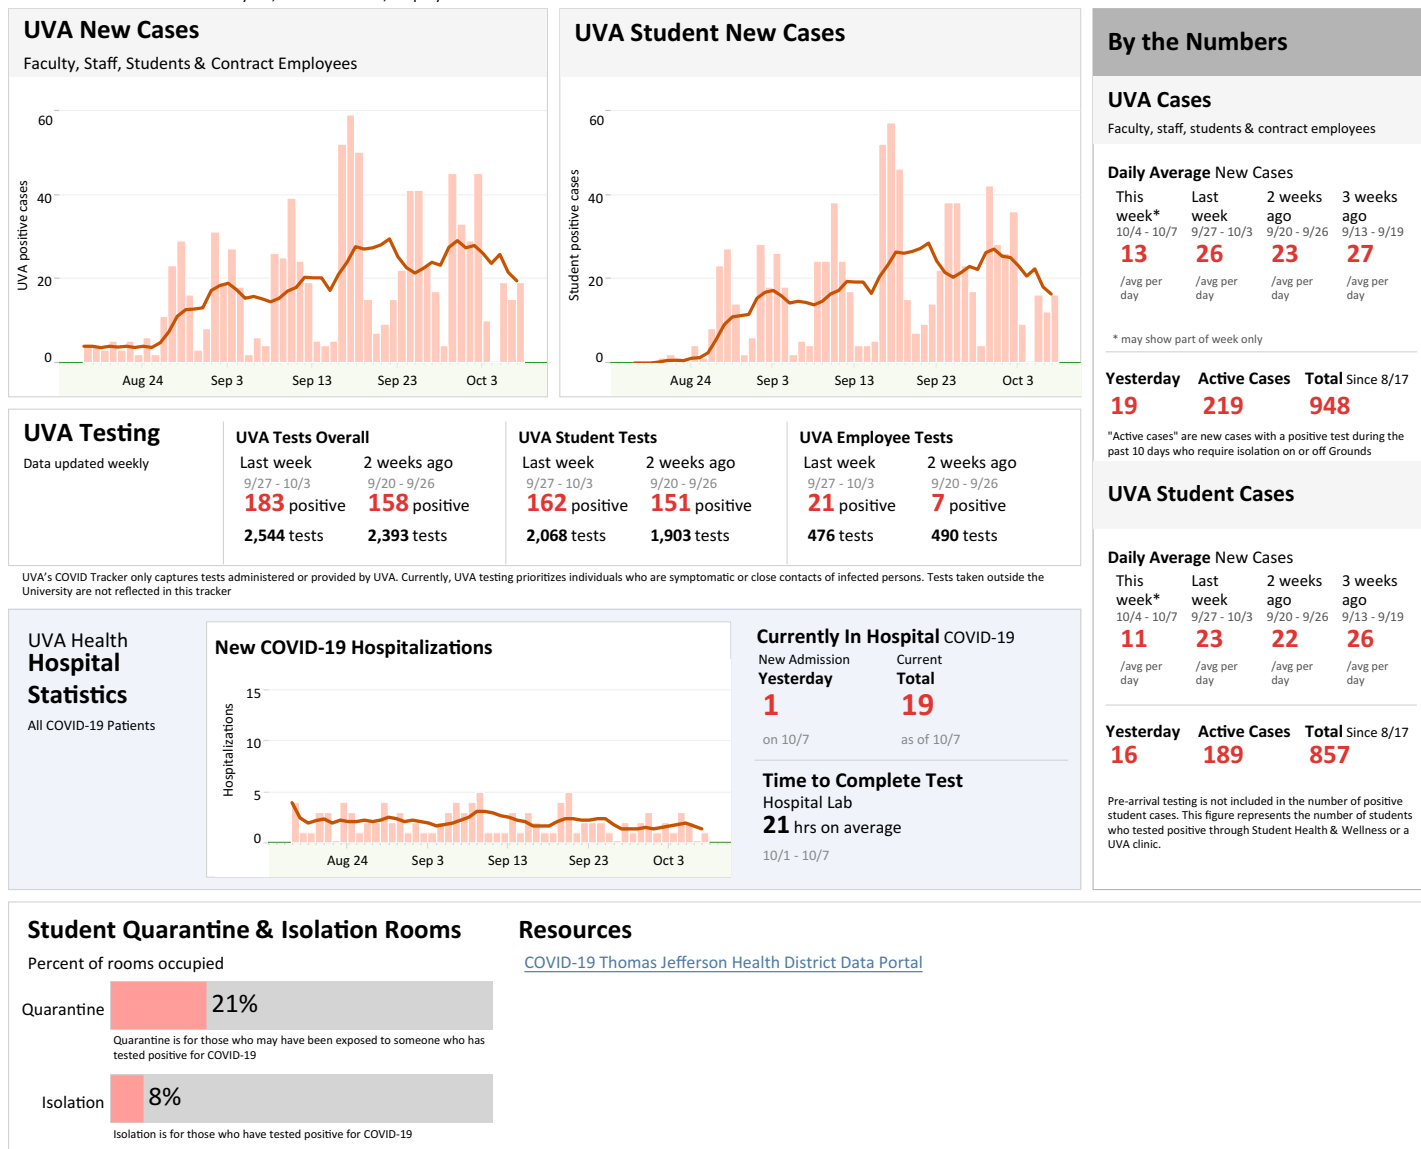 UVA New Cases
Faculty, Staff, Students & Contract Employees
60
40
20
0
UVA positive cases
Aug 24 Sep 3 Sep 13 Sep 23 Oct 3
UVA Student New Cases
60
40
20
0
Student positive cases
Aug 24 Sep 3 Sep 13 Sep 23 Oct 3
By the Numbers
UVA Cases
Faculty, staff, students & contract employees
Daily Average New Cases
This Last 2 weeks 3 weeks
week* week ago ago
10/4 - 10/7 9/27 - 10/3 9/20 - 9/26 9/13 - 9/19
13 26 23 27
/avg per /avg per /avg per /avg per
day day day day
* may show part of week only
Yesterday Active Cases Total Since 8/17
19 219 948
"Active cases" are new cases with a positive test during the
past 10 days who require isolation on or off Grounds
UVA Student Cases
Daily Average New Cases
This Last 2 weeks 3 weeks
week* week ago ago
10/4 - 10/7 9/27 - 10/3 9/20 - 9/26 9/13 - 9/19
11 23 22 26
/avg per /avg per /avg per /avg per
day day day day
Yesterday Active Cases Total Since 8/17
16 189 857
Pre-arrival testing is not included in the number of positive
student cases. This figure represents the number of students
who tested positive through Student Health & Wellness or a
UVA clinic.
UVA Testing
Data updated weekly
UVA Tests Overall
Last week 2 weeks ago
9/27 - 10/3 9/20 - 9/26
183 positive 158 positive
2,544 tests 2,393 tests
UVA Student Tests
Last week 2 weeks ago
9/27 - 10/3 9/20 - 9/26
162 positive 151 positive
2,068 tests 1,903 tests
UVA Employee Tests
Last week 2 weeks ago
9/27 - 10/3 9/20 - 9/26
21 positive 7 positive
476 tests 490 tests
UVA's COVID Tracker only captures tests administered or provided by UVA. Currently, UVA testing prioritizes individuals who are symptomatic or close contacts of infected persons. Tests taken outside the
University are not reflected in this tracker
UVA Health
Hospital
Statistics
All COVID-19 Patients
New COVID-19 Hospitalizations
15
10
5
0
Hospitalizations
Aug 24 Sep 3 Sep 13 Sep 23 Oct 3
Currently In Hospital COVID-19
New Admission Current
Yesterday Total
1 19
on 10/7 as of 10/7
Time to Complete Test
Hospital Lab
21 hrs on average
10/1 - 10/7
Student Quarantine & Isolation Rooms
Percent of rooms occupied
Quarantine 21%
Quarantine is for those who may have been exposed to someone who has
tested positive for COVID-19
Isolation 8%
Isolation is for those who have tested positive for COVID-19
Resources
COVID-19 Thomas Jefferson Health District Data Portal